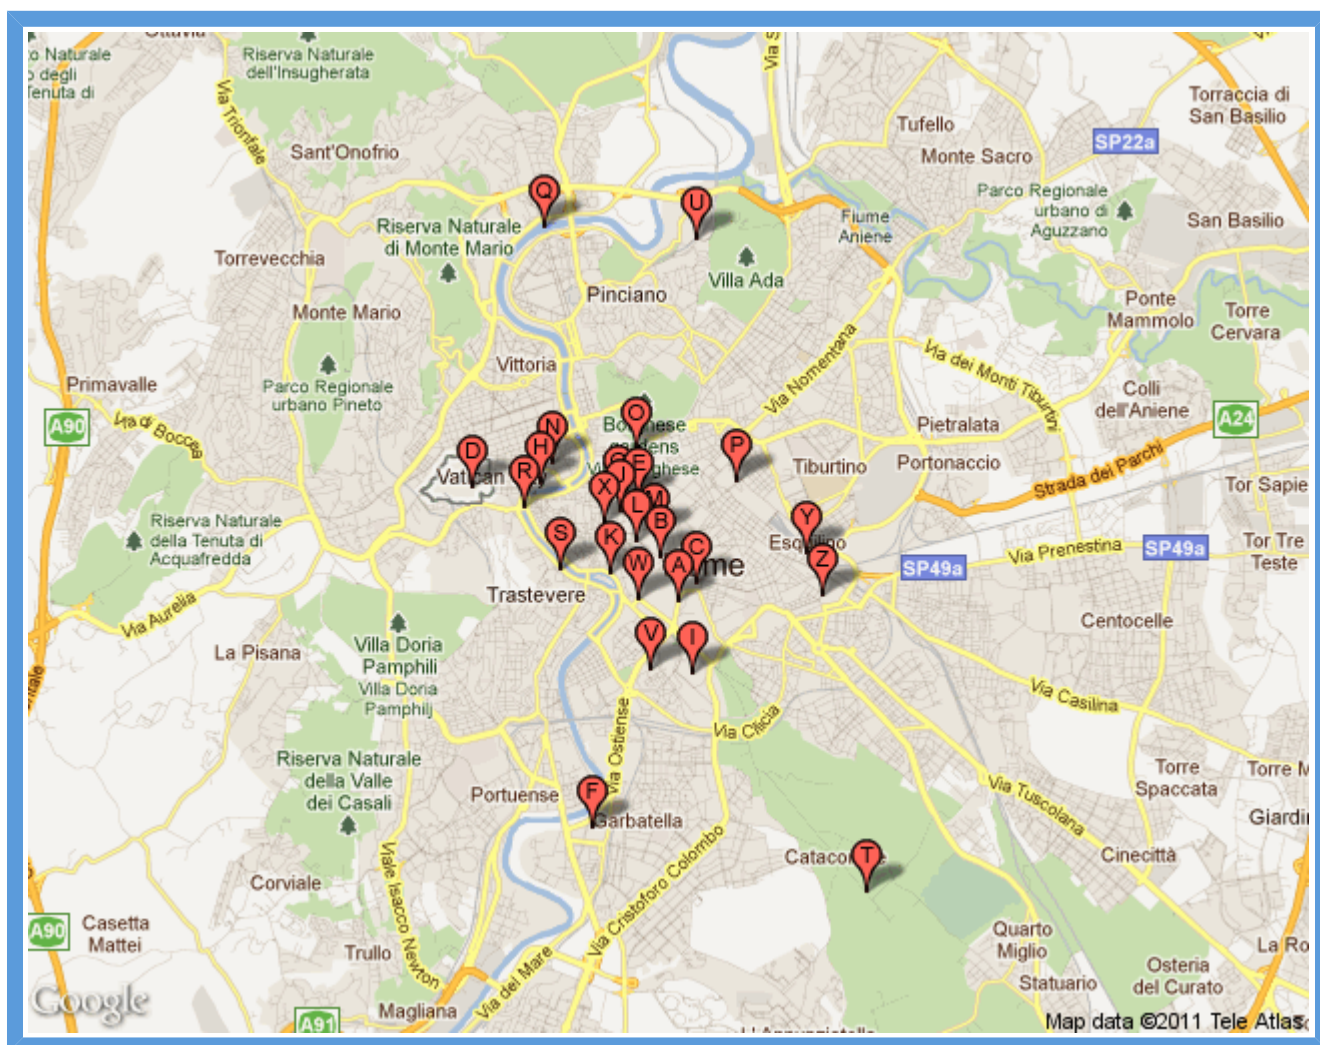 Riserva Naturale
dell'Insugherata
o Naturale
o degli
Tenuta di
Via Trionfale
Sant'Onofrio
Tufello
Monte Sacro
SP22a
Torraccia di
San Basilio
Parco Regionale
urbano di
Aguzzano
San Basilio
Q
U
Riserva Naturale
di Monte Mario
Fiume
Aniene
Torrevecchia
Villa Ada
Pinciano
Monte Mario
Ponte
Mammolo
Torre
Cervara
Vittoria
Via Nomentana
Via dei Monti Tiburtini
Primavalle
Parco Regionale
urbano Pineto
Colli
dell'Aniene
A90
Via di Boccea
A24
Pietralata
O
N
H
P
D
R
E
J
X
M
L
B
Vatican
Tiburtino
Portonaccio
Strada dei Parchi
Tor Sapie
Riserva Naturale
della Tenuta di
Acquafredda
S
K
W
C
A
Y
Z
Esquilino
Via Prenestina
SP49a
SP49a
Tor Tre
Teste
Trastevere
Via Aurelia
Centocelle
Villa Doria
Pamphili
Villa Doria
Pamphilj
La Pisana
V
I
Via Casilina
Via Ostiense
Via Cilicia
Riserva Naturale
della Valle
dei Casali
Torre
Spaccata
Torre M
Portuense
F
Garbatella
Via Tuscolana
Giardi
T
Cinecittà
Corviale
Viale Isacco Newton
Via Cristoforo Colombo
A90
Casetta
Mattei
Trullo
Quarto
Miglio
La Ro
Statuario
Osteria
del Curato
Via del Mare
Google
Magliana
A91
Map data ©2011 Tele Atlas